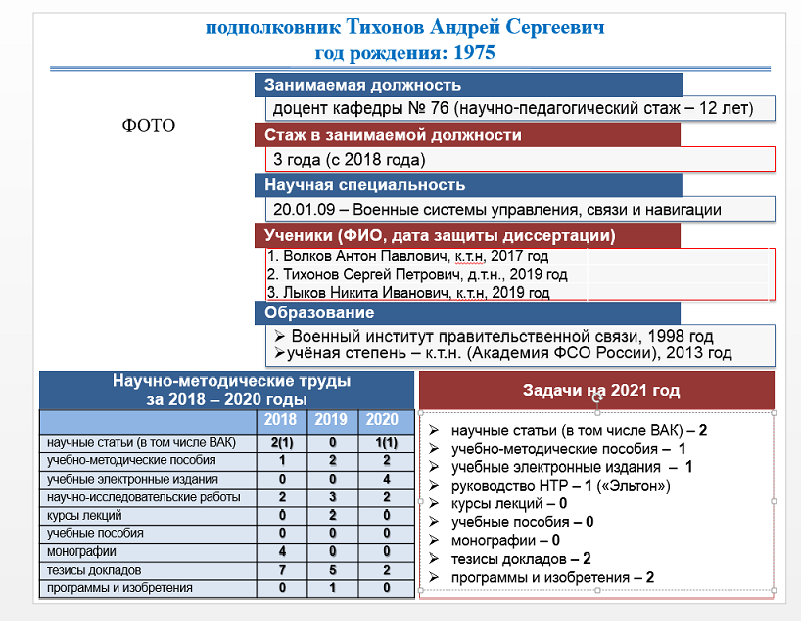 подполковник Тихонов Андрей Сергеевич
год рождения: 1975
ФОТО
Занимаемая должность
доцент кафедры № 76 (научно-педагогический стаж – 12 лет)
Стаж в занимаемой должности
3 года (с 2018 года)
Научная специальность
20.01.09 – Военные системы управления, связи и навигации
Ученики (ФИО, дата защиты диссертации)
1. Волков Антон Павлович, к.т.н, 2017 год
2. Тихонов Сергей Петрович, д.т.н., 2019 год
3. Лыков Никита Иванович, к.т.н, 2019 год
Образование
➢ Военный институт правительственной связи, 1998 год
➢учёная степень – к.т.н. (Академия ФСО России), 2013 год
Научно-методические труды
за 2018 – 2020 годы
2018 2019 2020
научные статьи (в том числе ВАК) 2(1) 0 1(1)
учебно-методические пособия 1 2 2
учебные электронные издания 0 0 4
научно-исследовательские работы 2 3 2
курсы лекций 0 2 0
учебные пособия 0 0 0
монографии 4 0 0
тезисы докладов 7 5 2
программы и изобретения 0 1 0
Задачи на 2021 год
➢ научные статьи (в том числе ВАК) – 2
➢ учебно-методические пособия – 1
➢ учебные электронные издания – 1
➢ руководство НТР – 1 («Эльтон»)
➢ курсы лекций – 0
➢ учебные пособия – 0
➢ монографии – 0
➢ тезисы докладов – 2
➢ программы и изобретения – 2